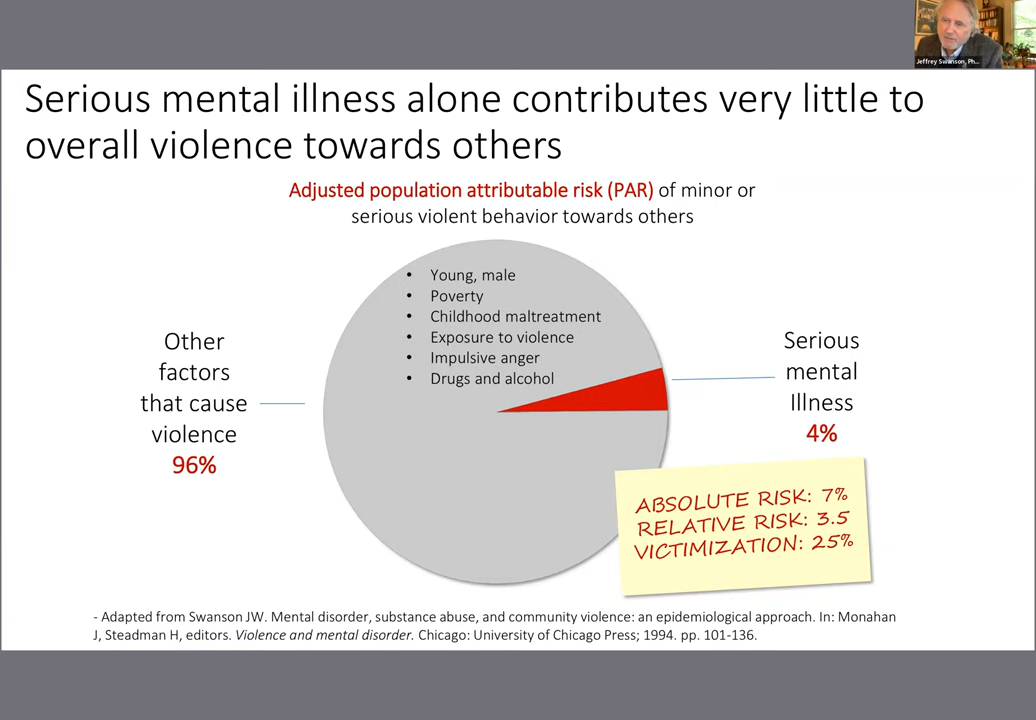 Jeffrey Swanson, Ph...
Serious mental illness alone contributes very little to
overall violence towards others
Adjusted population attributable risk (PAR) of minor or
serious violent behavior towards others
• Young, male
• Poverty
• Childhood maltreatment
• Exposure to violence
• Impulsive anger
• Drugs and alcohol
Other
factors
that cause
violence
96%
Serious
mental
Illness
4%
ABSOLUTE RISK: 7%
RELATIVE RISK: 3.5
VICTIMIZATION: 25%
- Adapted from Swanson JW. Mental disorder, substance abuse, and community violence: an epidemiological approach. In: Monahan
J, Steadman H, editors. Violence and mental disorder. Chicago: University of Chicago Press; 1994. pp. 101-136.